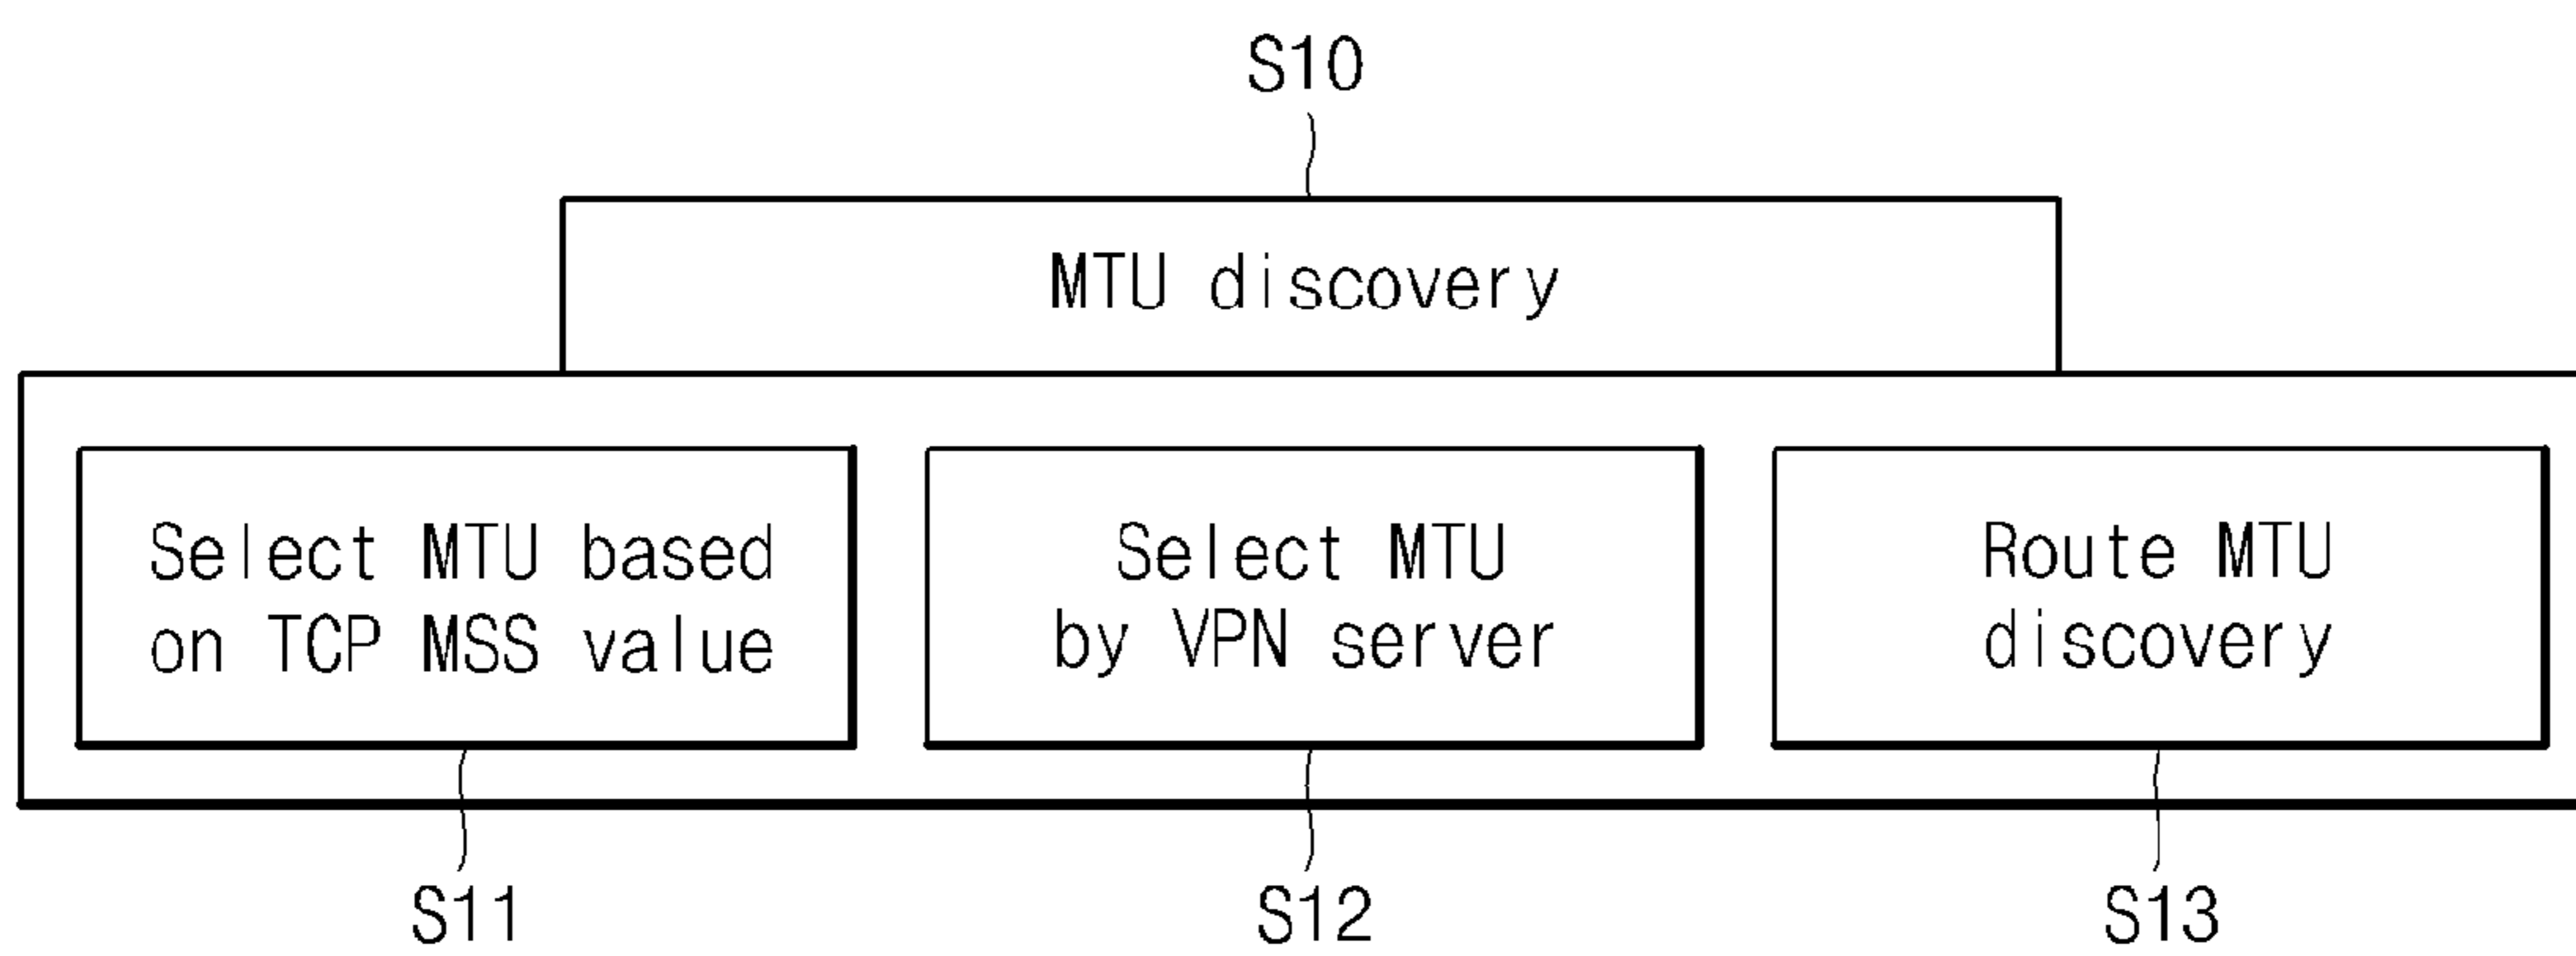 S10
MTU discovery
Select MTU based
on TCP MSS value
Select MTU
by VPN server
Route MTU
discovery
S11
S12
S13